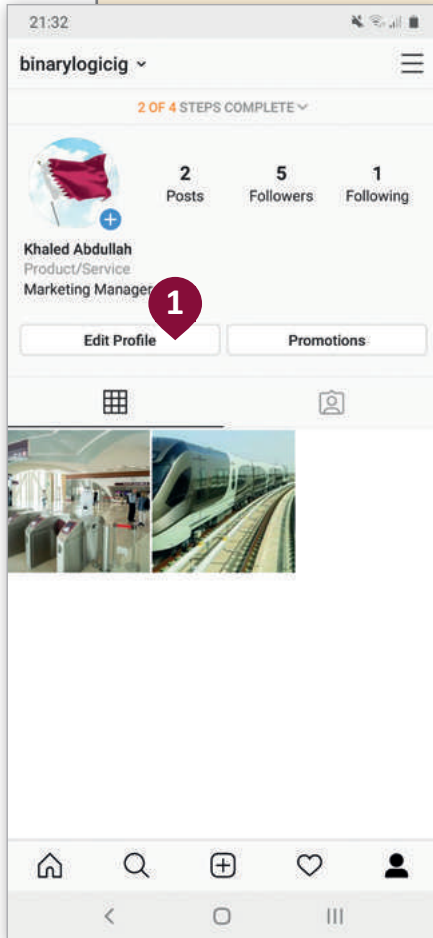 21:32
binarylogicig
2 OF 4 STEPS COMPLETE
2 5 1
Posts Followers Following
Khaled Abdullah
Product/Service
Marketing Manager
1
Edit Profile Promotions